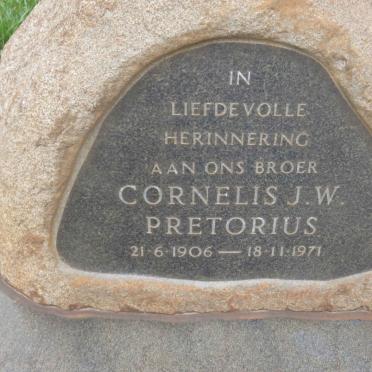 IN
LIEFDEVOLLE
HERINNERING
AAN ONS BROER
CORNELIS J.W.
PRETORIUS
21-6-1906 — 18-11-1971